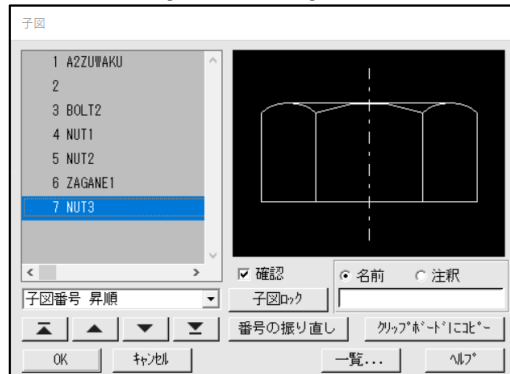 子図
1 A2ZUWAKU
2
3 BOLT2
4 NUT1
5 NUT2
6 ZAGANE1
7 NUT3
確認
名前
注釈
子図番号 昇順
子図ﾛｯｸ
番号の振り直し
ｸﾘｯﾌﾟﾎﾞｰﾄﾞにｺﾋﾟｰ
OK
ｷｬﾝｾﾙ
一覧...
ﾍﾙﾌﾟ